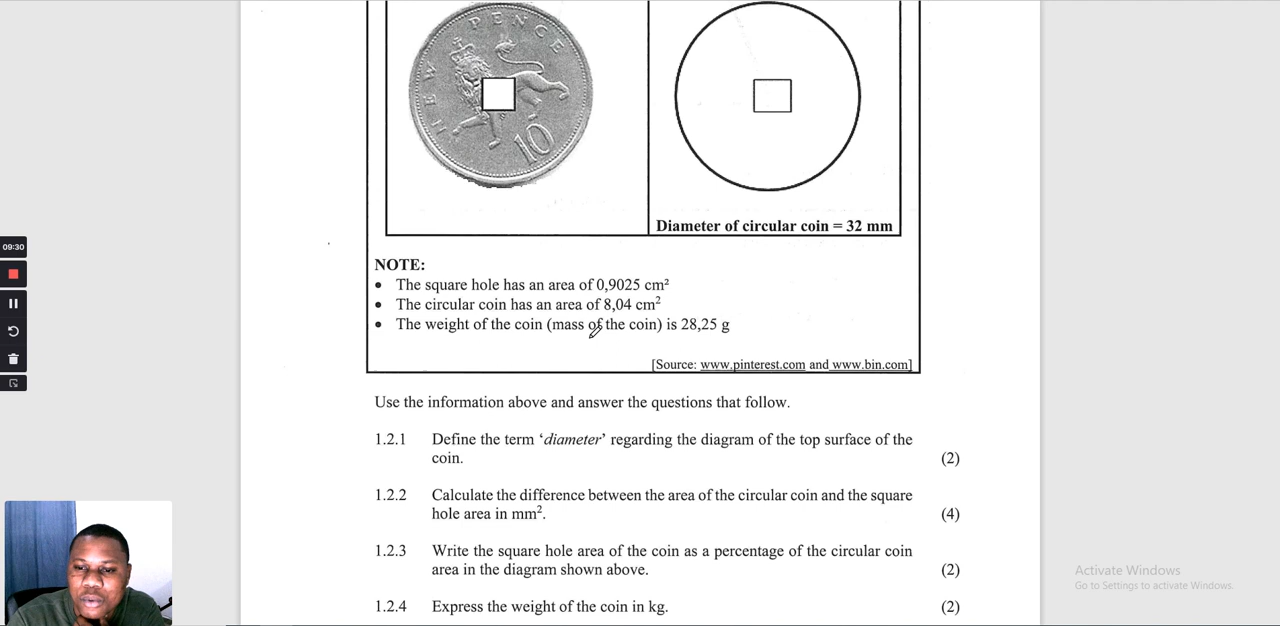 NEW PENCE
10
Diameter of circular coin = 32 mm
NOTE:
• The square hole has an area of 0,9025 cm²
• The circular coin has an area of 8,04 cm²
• The weight of the coin (mass of the coin) is 28,25 g
[Source: www.pinterest.com and www.bin.com]
09:30
Use the information above and answer the questions that follow.
1.2.1 Define the term ‘diameter’ regarding the diagram of the top surface of the
coin. (2)
1.2.2 Calculate the difference between the area of the circular coin and the square
hole area in mm². (4)
1.2.3 Write the square hole area of the coin as a percentage of the circular coin
area in the diagram shown above. (2)
1.2.4 Express the weight of the coin in kg. (2)
Activate Windows
Go to Settings to activate Windows.